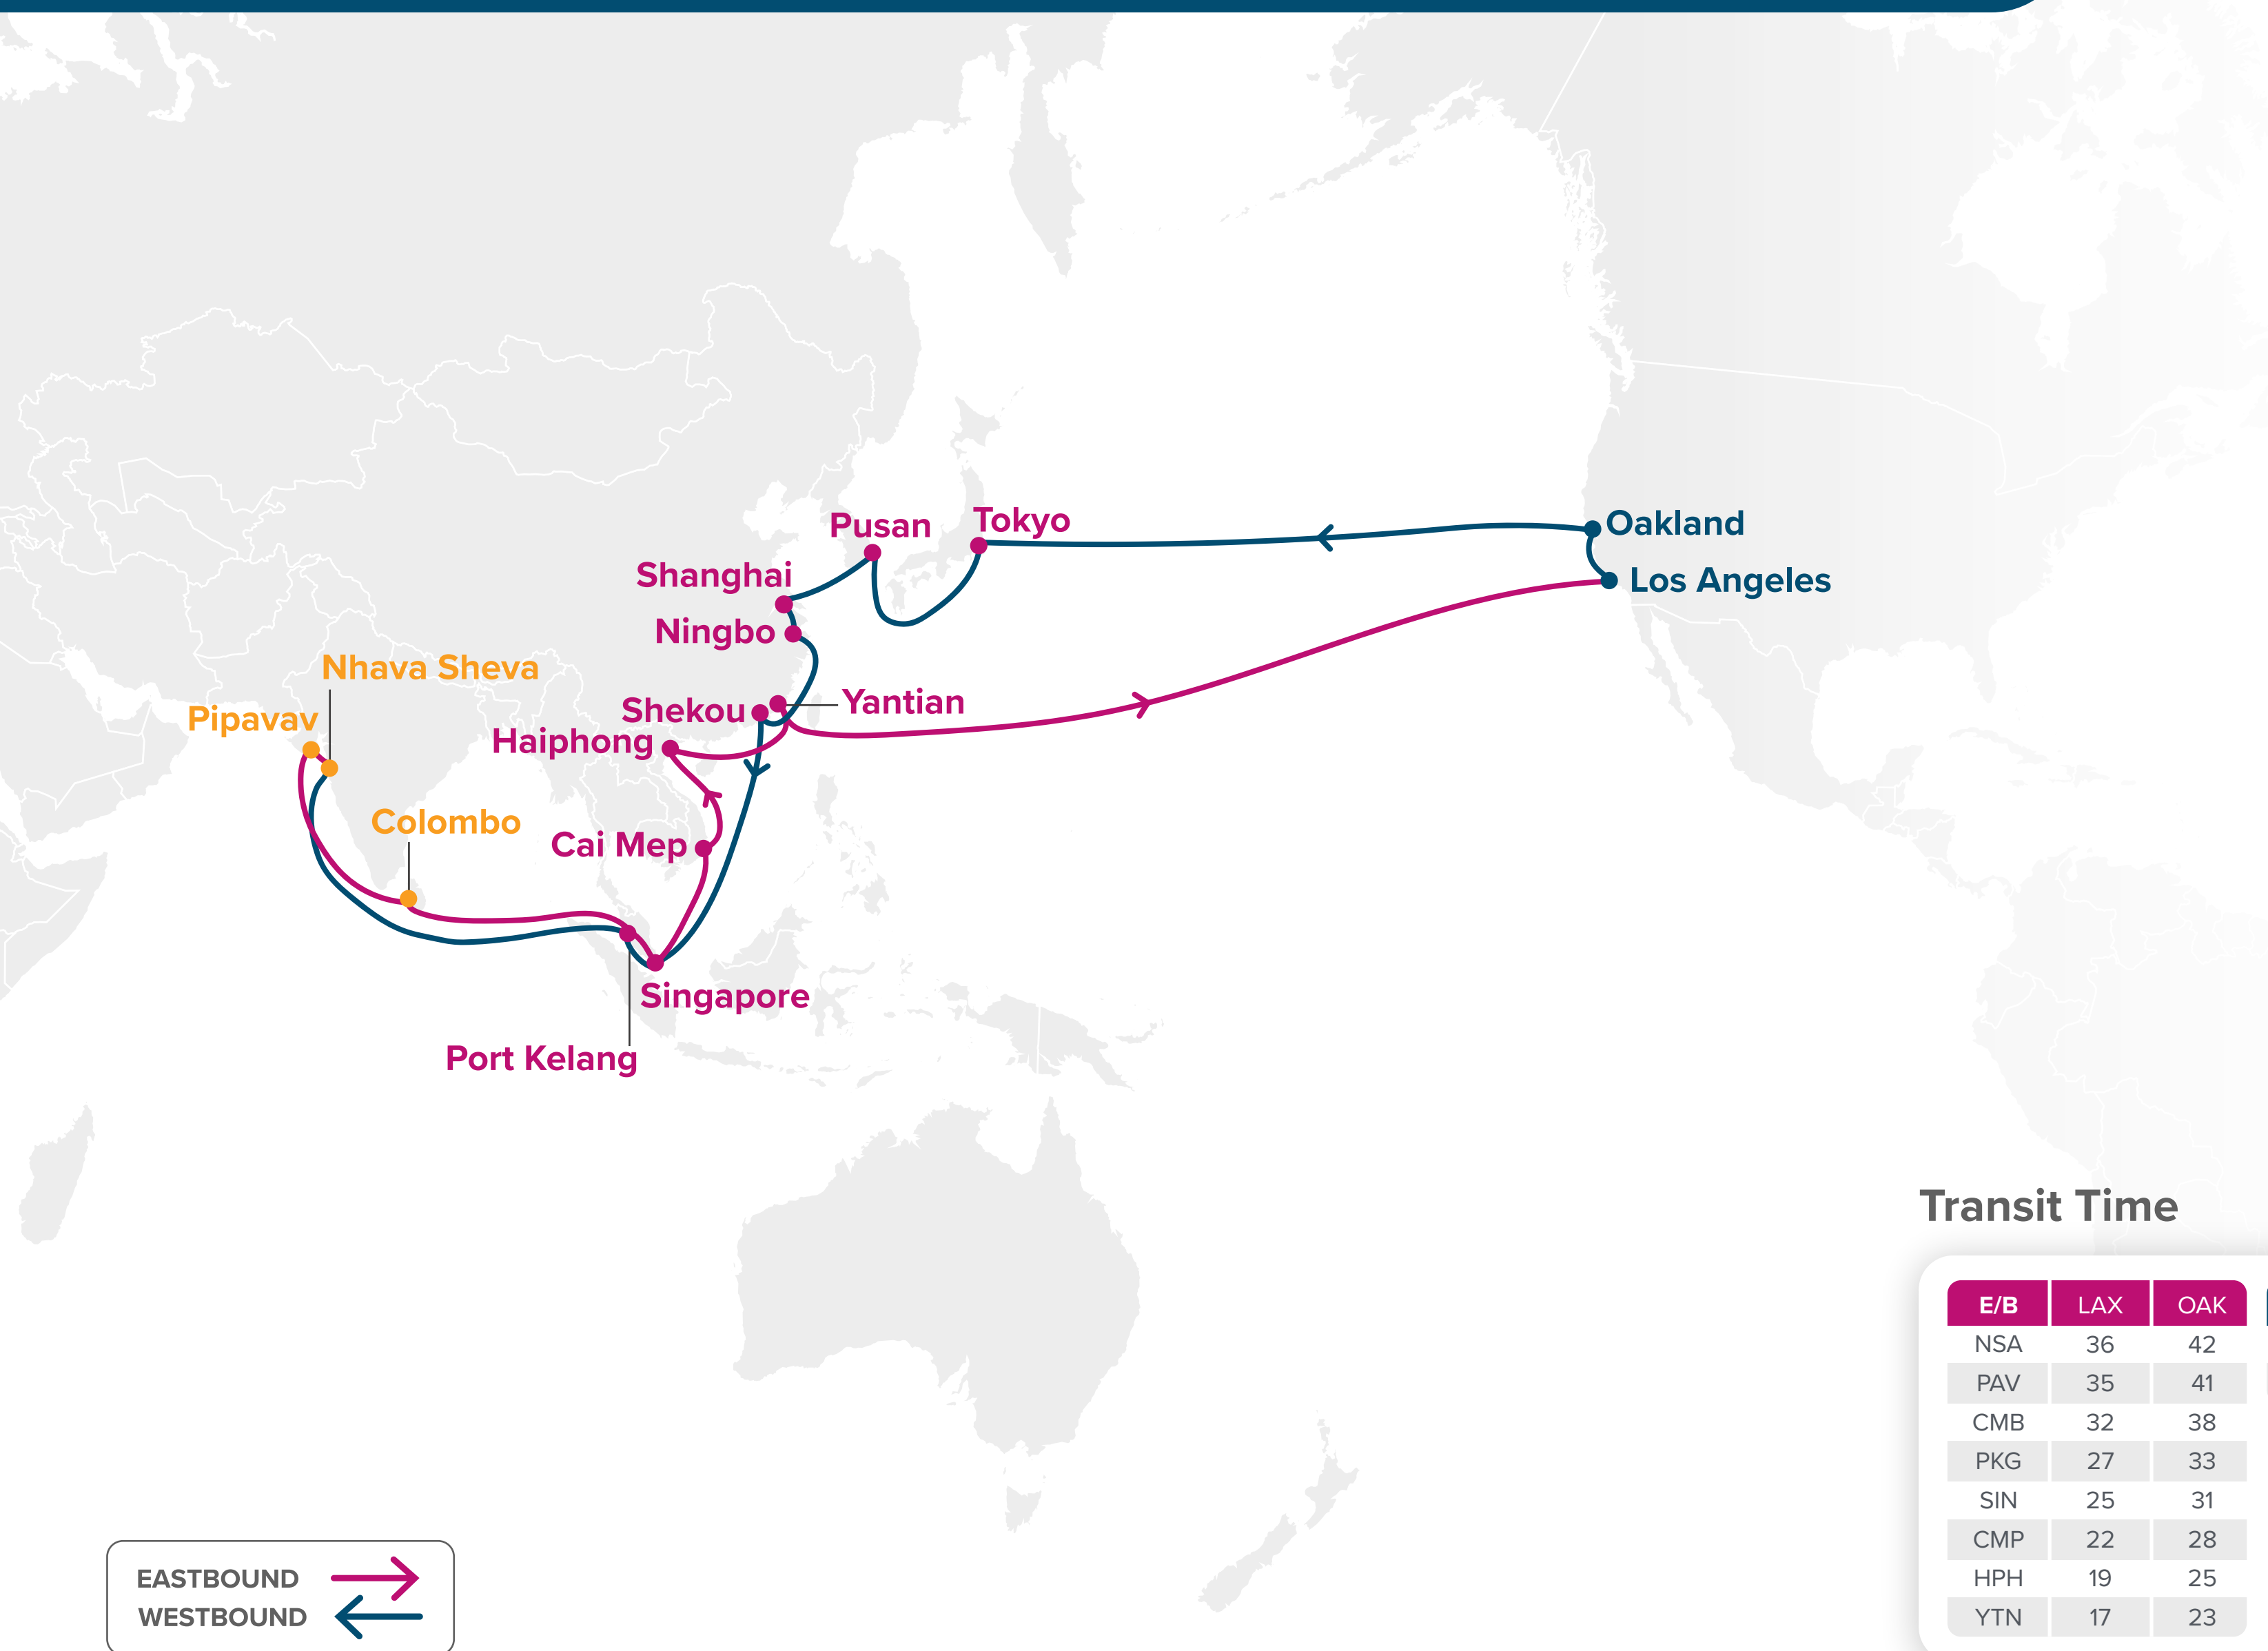 Pusan
Tokyo
Oakland
Shanghai
Los Angeles
Ningbo
Nhava Sheva
Shekou
Yantian
Pipavav
Haiphong
Colombo
Cai Mep
Singapore
Port Kelang
Transit Time
E/B LAX OAK
NSA 36 42
PAV 35 41
CMB 32 38
PKG 27 33
SIN 25 31
CMP 22 28
HPH 19 25
YTN 17 23
EASTBOUND
WESTBOUND